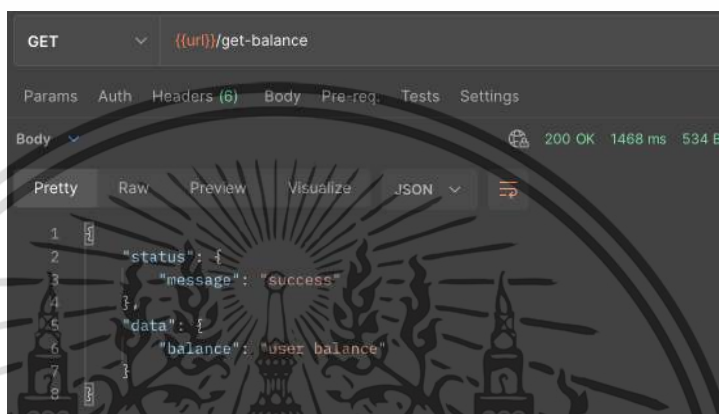 GET {{url}}/get-balance
Params Auth Headers (6) Body Pre-req. Tests Settings
Body 200 OK 1468 ms 534 B
Pretty Raw Preview Visualize JSON
1 {
2 "status": {
3 "message": "success"
4 },
5 "data": {
6 "balance": "user balance"
7 }
8 }